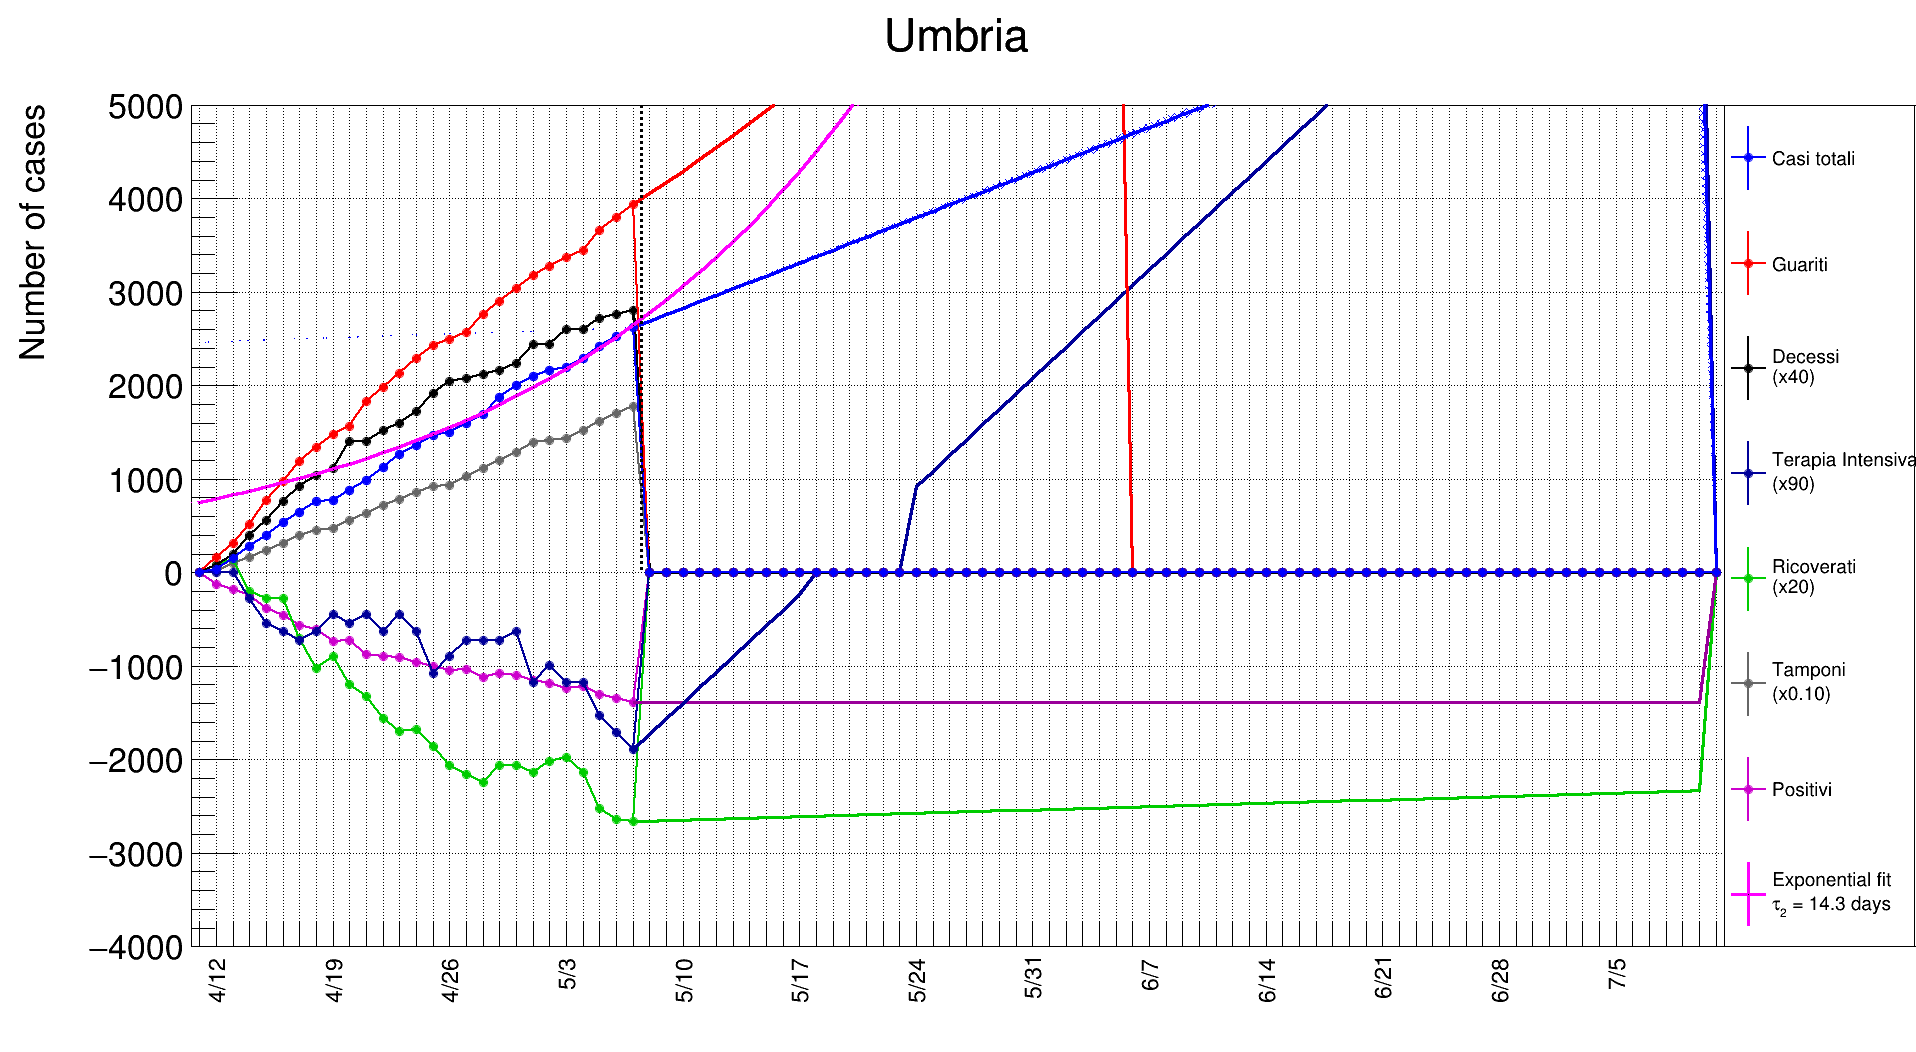 Umbria
Number of cases
5000
4000
3000
2000
1000
0
−1000
−2000
−3000
−4000
4/12
4/19
4/26
5/3
5/10
5/17
5/24
5/31
6/7
6/14
6/21
6/28
7/5
Casi totali
Guariti
Decessi
(x40)
Terapia Intensiva
(x90)
Ricoverati
(x20)
Tamponi
(x0.10)
Positivi
Exponential fit
τ2 = 14.3 days